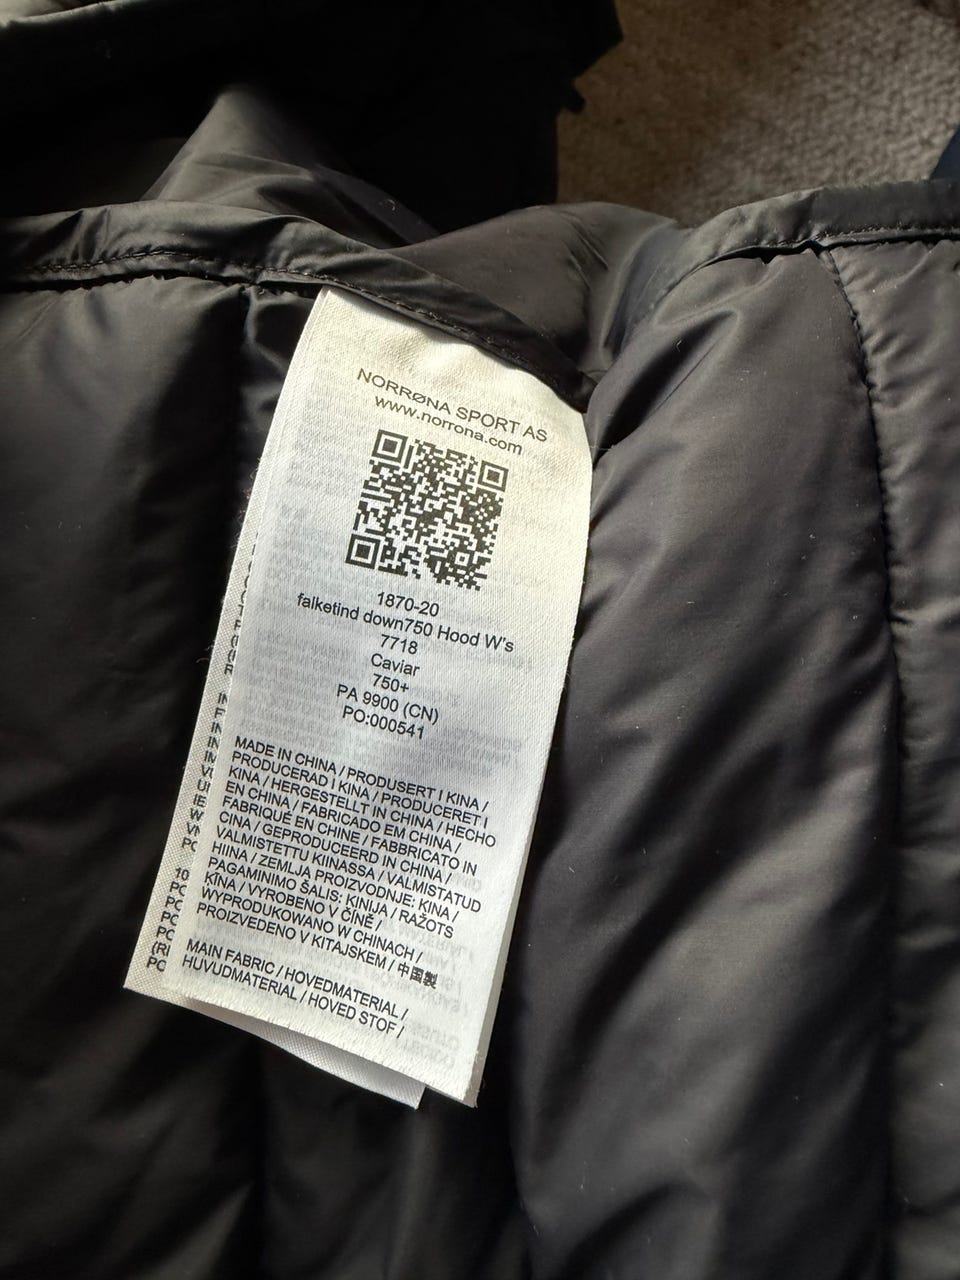 NORRØNA SPORT AS
www.norrona.com
1870-20
falketind down750 Hood W's
7718
Caviar
750+
PA 9900 (CN)
PO:000541
MADE IN CHINA / PRODUSERT I KINA /
PRODUCERAD I KINA / PRODUCERET I
KINA / HERGESTELLT IN CHINA / HECHO
EN CHINA / FABRICADO EM CHINA /
FABRIQUÉ EN CHINE / FABBRICATO IN
CINA / GEPRODUCEERD IN CHINA /
VALMISTETTU KIINASSA / VALMISTATUD
HIINA / ZEMLJA PROIZVODNJE: KINA /
PAGAMINIMO ŠALIS: KINIJA / RAŽOTS
ĶĪNA / VYROBENO V ČÍNĚ /
WYPRODUKOWANO W CHINACH /
PROIZVEDENO V KITAJSKEM / 中国製
MAIN FABRIC / HOVEDMATERIAL /
HUVUDMATERIAL / HOVED STOF /